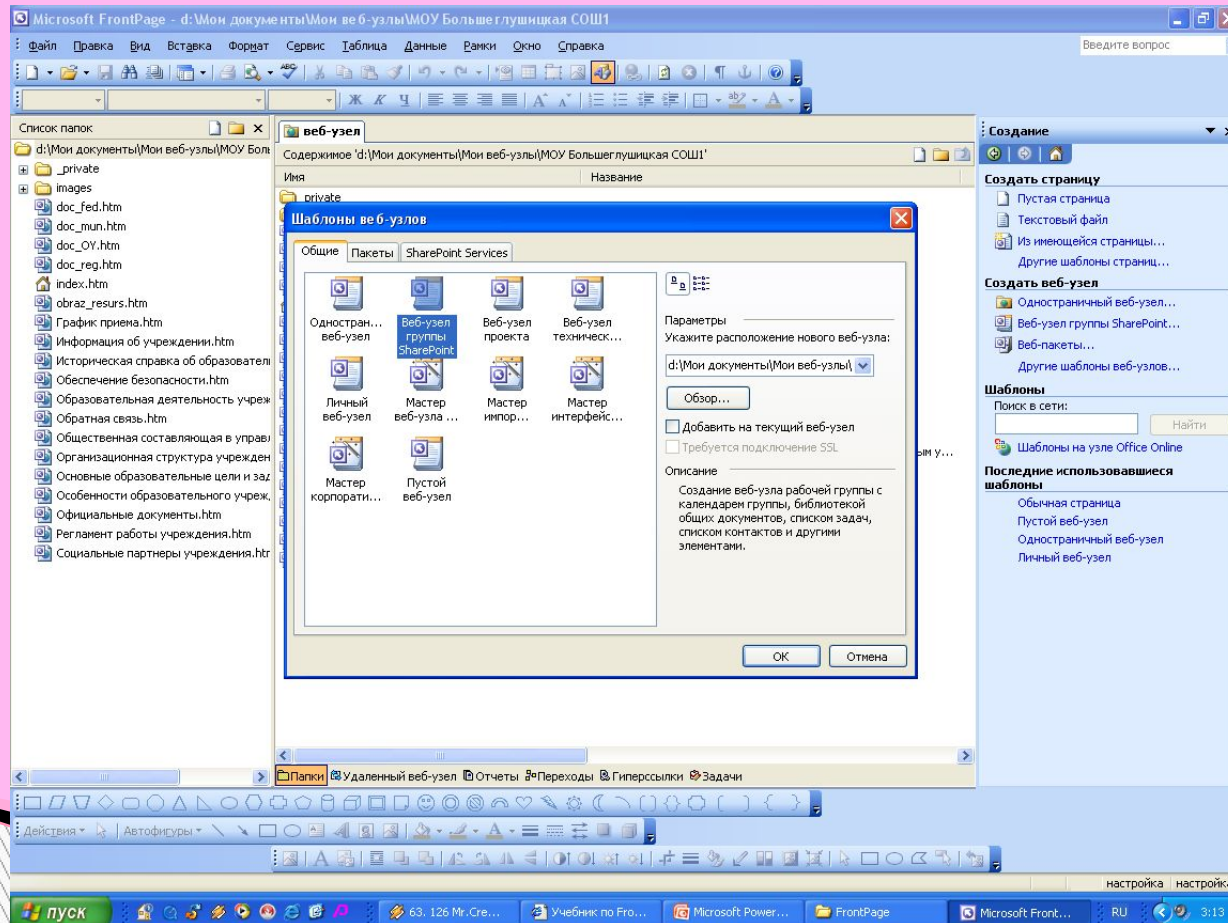 Microsoft FrontPage - d:\Мои документы\Мои веб-узлы\МОУ Большеглушицкая СОШ1
Файл Правка Вид Вставка Формат Сервис Таблица Данные Рамки Окно Справка
Введите вопрос
Ж К Ч
Список папок
d:\Мои документы\Мои веб-узлы\МОУ Боль
_private
images
doc_fed.htm
doc_mun.htm
doc_OY.htm
doc_reg.htm
index.htm
obraz_resurs.htm
График приема.htm
Информация об учреждении.htm
Историческая справка об образовател
Обеспечение безопасности.htm
Образовательная деятельность учреж
Обратная связь.htm
Общественная составляющая в управл
Организационная структура учрежден
Основные образовательные цели и зад
Особенности образовательного учреж,
Официальные документы.htm
Регламент работы учреждения.htm
Социальные партнеры учреждения.htm
веб-узел
Содержимое 'd:\Мои документы\Мои веб-узлы\МОУ Большеглушицкая СОШ1'
Имя Название
private
Шаблоны веб-узлов
Общие Пакеты SharePoint Services
Одностран... веб-узел
Веб-узел группы SharePoint
Веб-узел проекта
Веб-узел техническ...
Личный веб-узел
Мастер веб-узла ...
Мастер импор...
Мастер интерфейс...
Мастер корпорати...
Пустой веб-узел
Параметры
Укажите расположение нового веб-узла:
d:\Мои документы\Мои веб-узлы\
Обзор...
Добавить на текущий веб-узел
Требуется подключение SSL
Описание
Создание веб-узла рабочей группы с
календарем группы, библиотекой
общих документов, списком задач,
списком контактов и другими
элементами.
ОК Отмена
ым у...
Папки Удаленный веб-узел Отчеты Переходы Гиперссылки Задачи
Создание
Создать страницу
Пустая страница
Текстовый файл
Из имеющейся страницы...
Другие шаблоны страниц...
Создать веб-узел
Одностраничный веб-узел...
Веб-узел группы SharePoint...
Веб-пакеты...
Другие шаблоны веб-узлов...
Шаблоны
Поиск в сети:
Найти
Шаблоны на узле Office Online
Последние использовавшиеся
шаблоны
Обычная страница
Пустой веб-узел
Одностраничный веб-узел
Личный веб-узел
Действия Автофигуры
настройка настройк
пуск 63. 126 Mr.Cre... Учебник по Fro... Microsoft Power... FrontPage Microsoft Front... RU 3:13